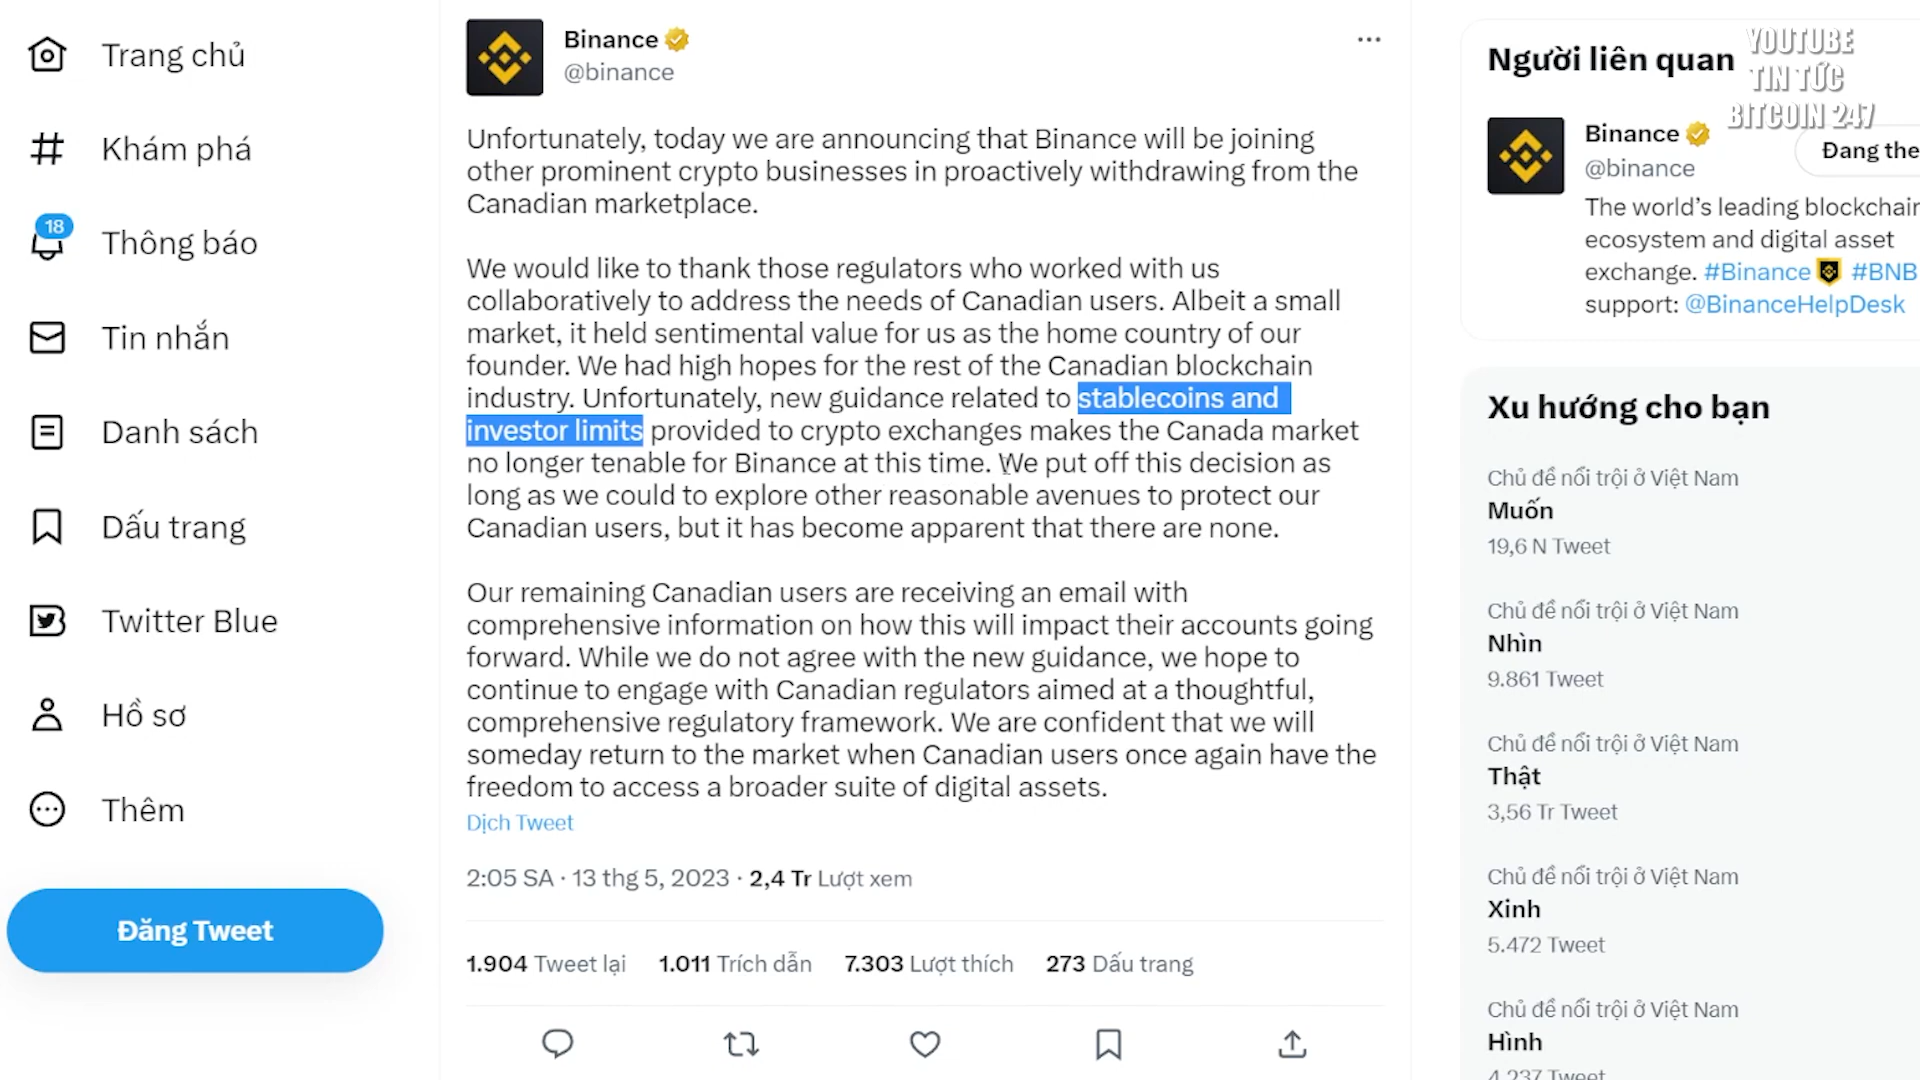 Trang chủ
Khám phá
18
Thông báo
Tin nhắn
Danh sách
Dấu trang
Twitter Blue
Hồ sơ
Thêm
Đăng Tweet
Binance
@binance
Unfortunately, today we are announcing that Binance will be joining
other prominent crypto businesses in proactively withdrawing from the
Canadian marketplace.
We would like to thank those regulators who worked with us
collaboratively to address the needs of Canadian users. Albeit a small
market, it held sentimental value for us as the home country of our
founder. We had high hopes for the rest of the Canadian blockchain
industry. Unfortunately, new guidance related to stablecoins and
investor limits provided to crypto exchanges makes the Canada market
no longer tenable for Binance at this time. We put off this decision as
long as we could to explore other reasonable avenues to protect our
Canadian users, but it has become apparent that there are none.
Our remaining Canadian users are receiving an email with
comprehensive information on how this will impact their accounts going
forward. While we do not agree with the new guidance, we hope to
continue to engage with Canadian regulators aimed at a thoughtful,
comprehensive regulatory framework. We are confident that we will
someday return to the market when Canadian users once again have the
freedom to access a broader suite of digital assets.
Dịch Tweet
2:05 SA · 13 thg 5, 2023 · 2,4 Tr Lượt xem
1.904 Tweet lại 1.011 Trích dẫn 7.303 Lượt thích 273 Dấu trang
Người liên quan
YOUTUBE
TIN TỨC
BITCOIN 247
Binance
@binance
Đang the
The world's leading blockchain
ecosystem and digital asset
exchange. #Binance #BNB
support: @BinanceHelpDesk
Xu hướng cho bạn
Chủ đề nổi trội ở Việt Nam
Muốn
19,6 N Tweet
Chủ đề nổi trội ở Việt Nam
Nhìn
9.861 Tweet
Chủ đề nổi trội ở Việt Nam
Thật
3,56 Tr Tweet
Chủ đề nổi trội ở Việt Nam
Xinh
5.472 Tweet
Chủ đề nổi trội ở Việt Nam
Hình
4.237 Tweet